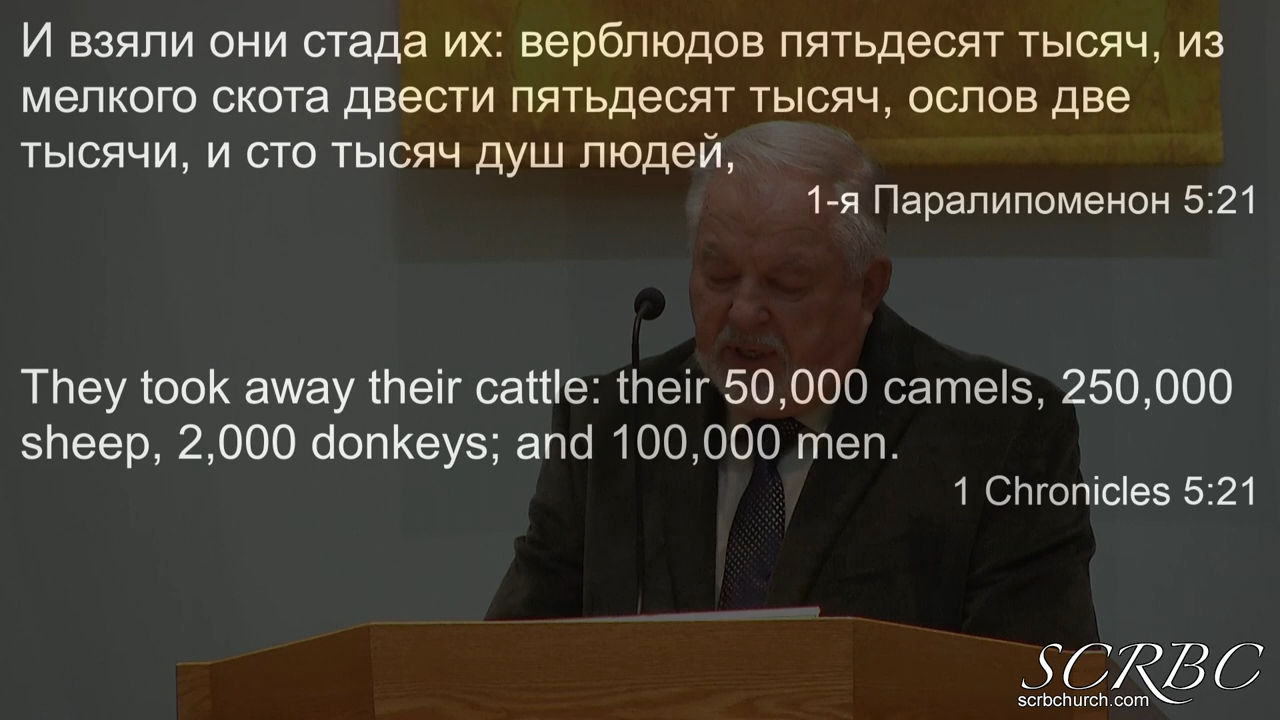 И взяли они стада их: верблюдов пятьдесят тысяч, из
мелкого скота двести пятьдесят тысяч, ослов две
тысячи, и сто тысяч душ людей,
1-я Паралипоменон 5:21
They took away their cattle: their 50,000 camels, 250,000
sheep, 2,000 donkeys; and 100,000 men.
1 Chronicles 5:21
SCRBC
scrbchurch.com